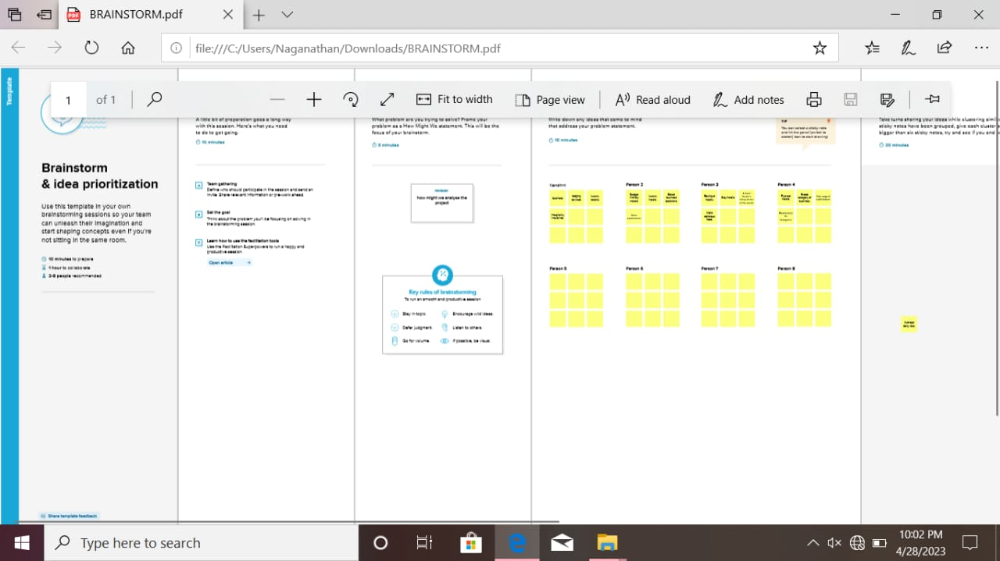 BRAINSTORM.pdf
file:///C:/Users/Naganathan/Downloads/BRAINSTORM.pdf
1 of 1
Fit to width
Page view
Read aloud
Add notes
Template
Brainstorm
& idea prioritization
Use this template in your own
brainstorming sessions so your team
can unleash their imagination and
start shaping concepts even if you're
not sitting in the same room.
10 minutes to prepare
1 hour to collaborate
2-8 people recommended
Share template feedback
A little bit of preparation goes a long way
with this session. Here's what you need
to do to get going.
10 minutes
Team gathering
Define who should participate in the session and send an
invite. Share relevant information or pre-work ahead.
Set the goal
Think about the problem you'll be focusing on solving in
the brainstorming session.
Learn how to use the facilitation tools
Use the Facilitation Superpowers to run a happy and
productive session.
Open article
What problem are you trying to solve? Frame your
problem as a How Might We statement. This will be the
focus of your brainstorm.
5 minutes
PROBLEM
how might we analyse the
project
Key rules of brainstorming
To run an smooth and productive session
Stay in topic.
Encourage wild ideas.
Defer judgment.
Listen to others.
Go for volume.
If possible, be visual.
Write down any ideas that come to mind
that address your problem statement.
10 minutes
TIP
You can select a sticky note
and hit the pencil [switch to
sketch] icon to start drawing!
Person 2
Person 3
Person 4
Person 5
Person 6
Person 7
Person 8
Take turns sharing your ideas while clustering
sticky notes have been grouped, give each cluster
bigger than six sticky notes, try and see if you and
20 minutes
Type here to search
10:02 PM
4/28/2023